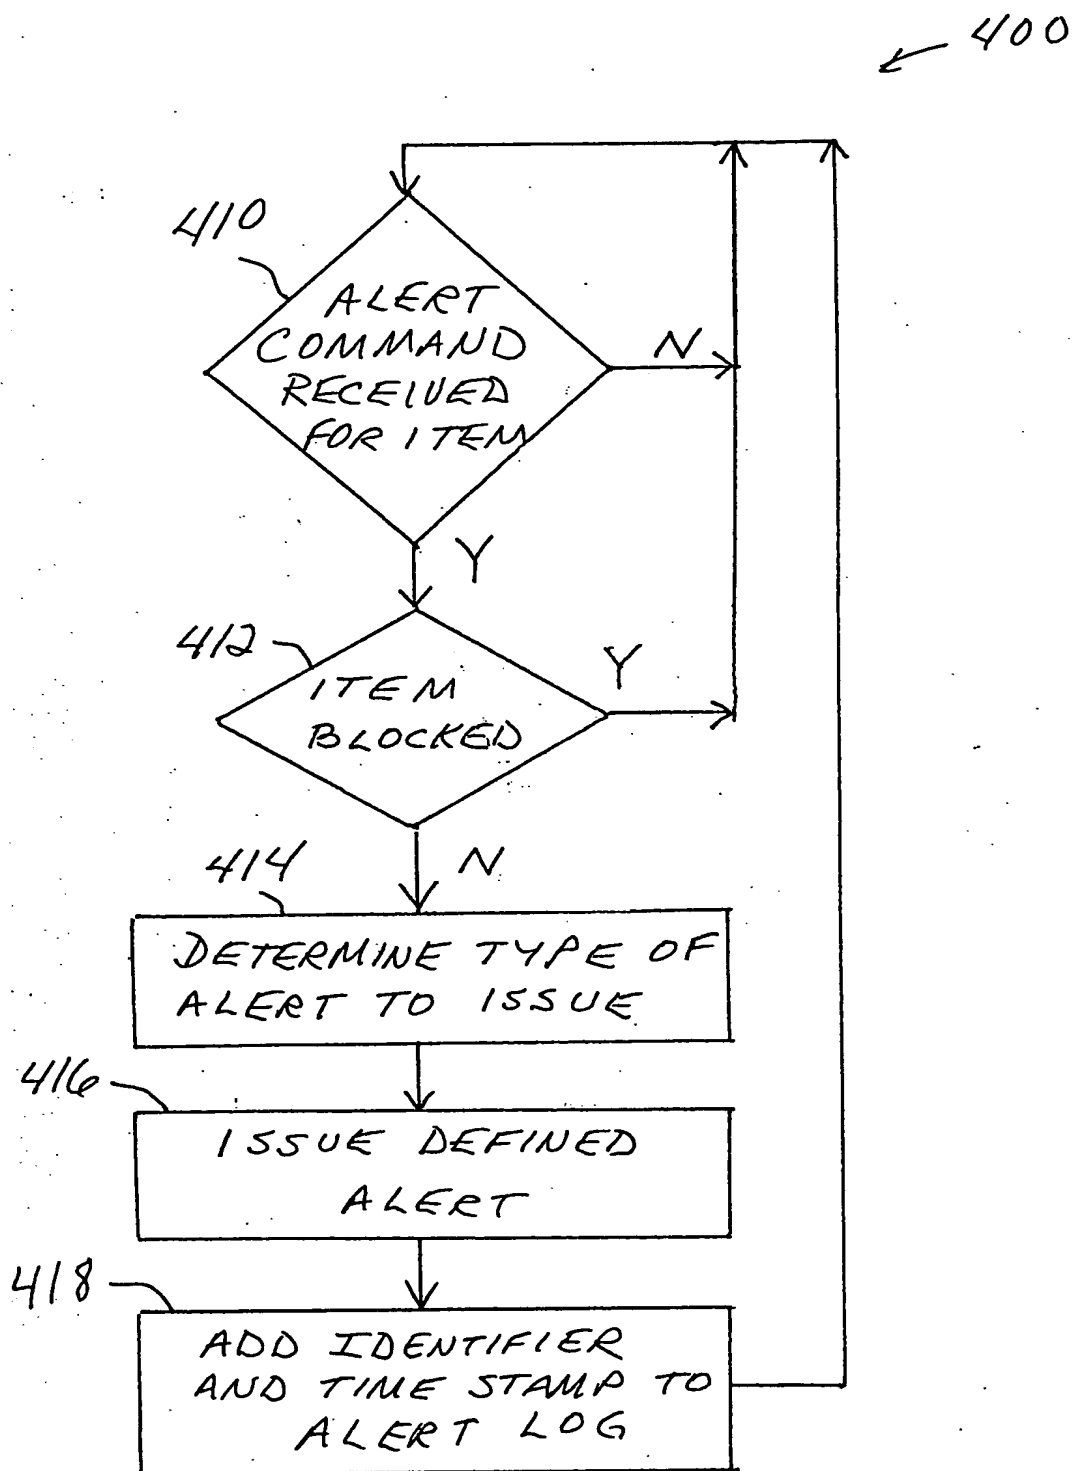 400
410
ALERT
COMMAND
RECEIVED
FOR ITEM
N
Y
412
ITEM
BLOCKED
Y
N
414
DETERMINE TYPE OF
ALERT TO ISSUE
416
ISSUE DEFINED
ALERT
418
ADD IDENTIFIER
AND TIME STAMP TO
ALERT LOG